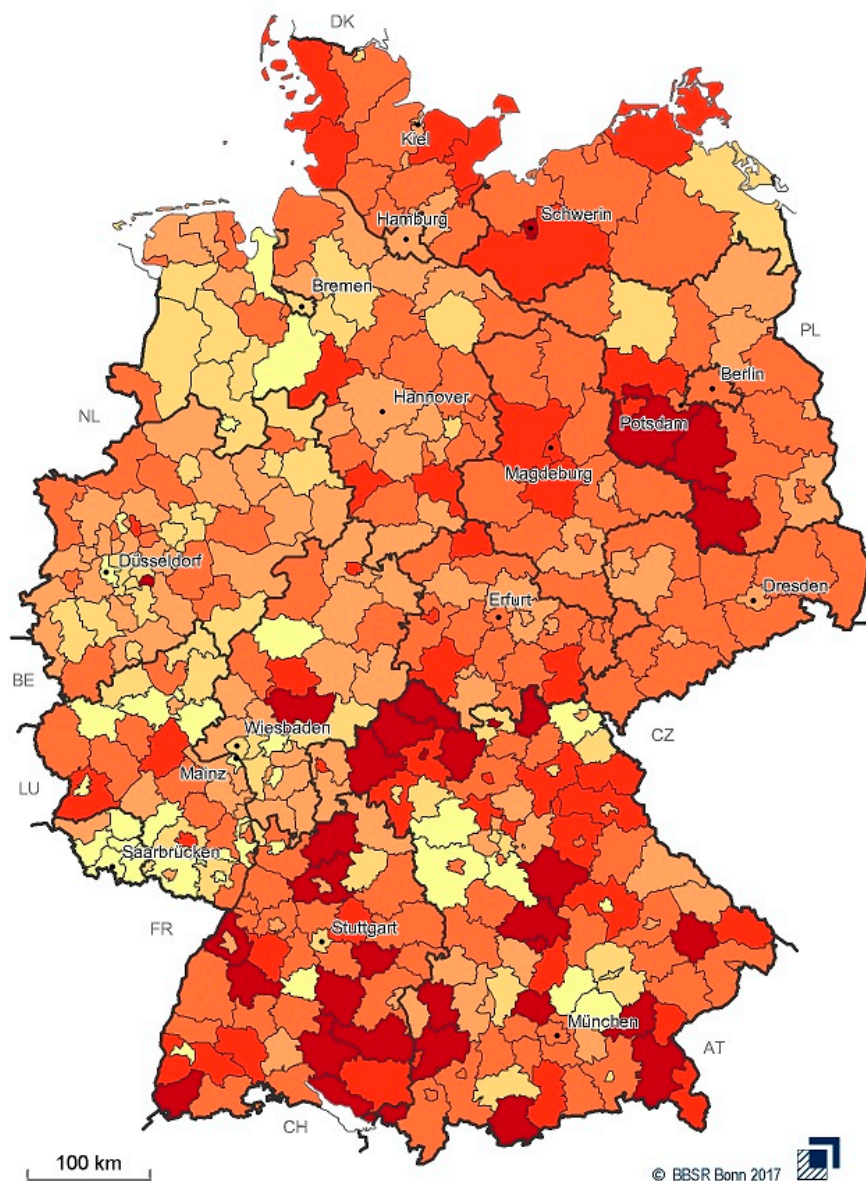 DK
Kiel
Hamburg
Schwerin
Bremen
PL
Berlin
NL
Hannover
Potsdam
Magdeburg
Düsseldorf
Dresden
Erfurt
BE
Wiesbaden
CZ
Mainz
LU
Saarbrücken
FR
Stuttgart
München
AT
CH
100 km
© BBSR Bonn 2017